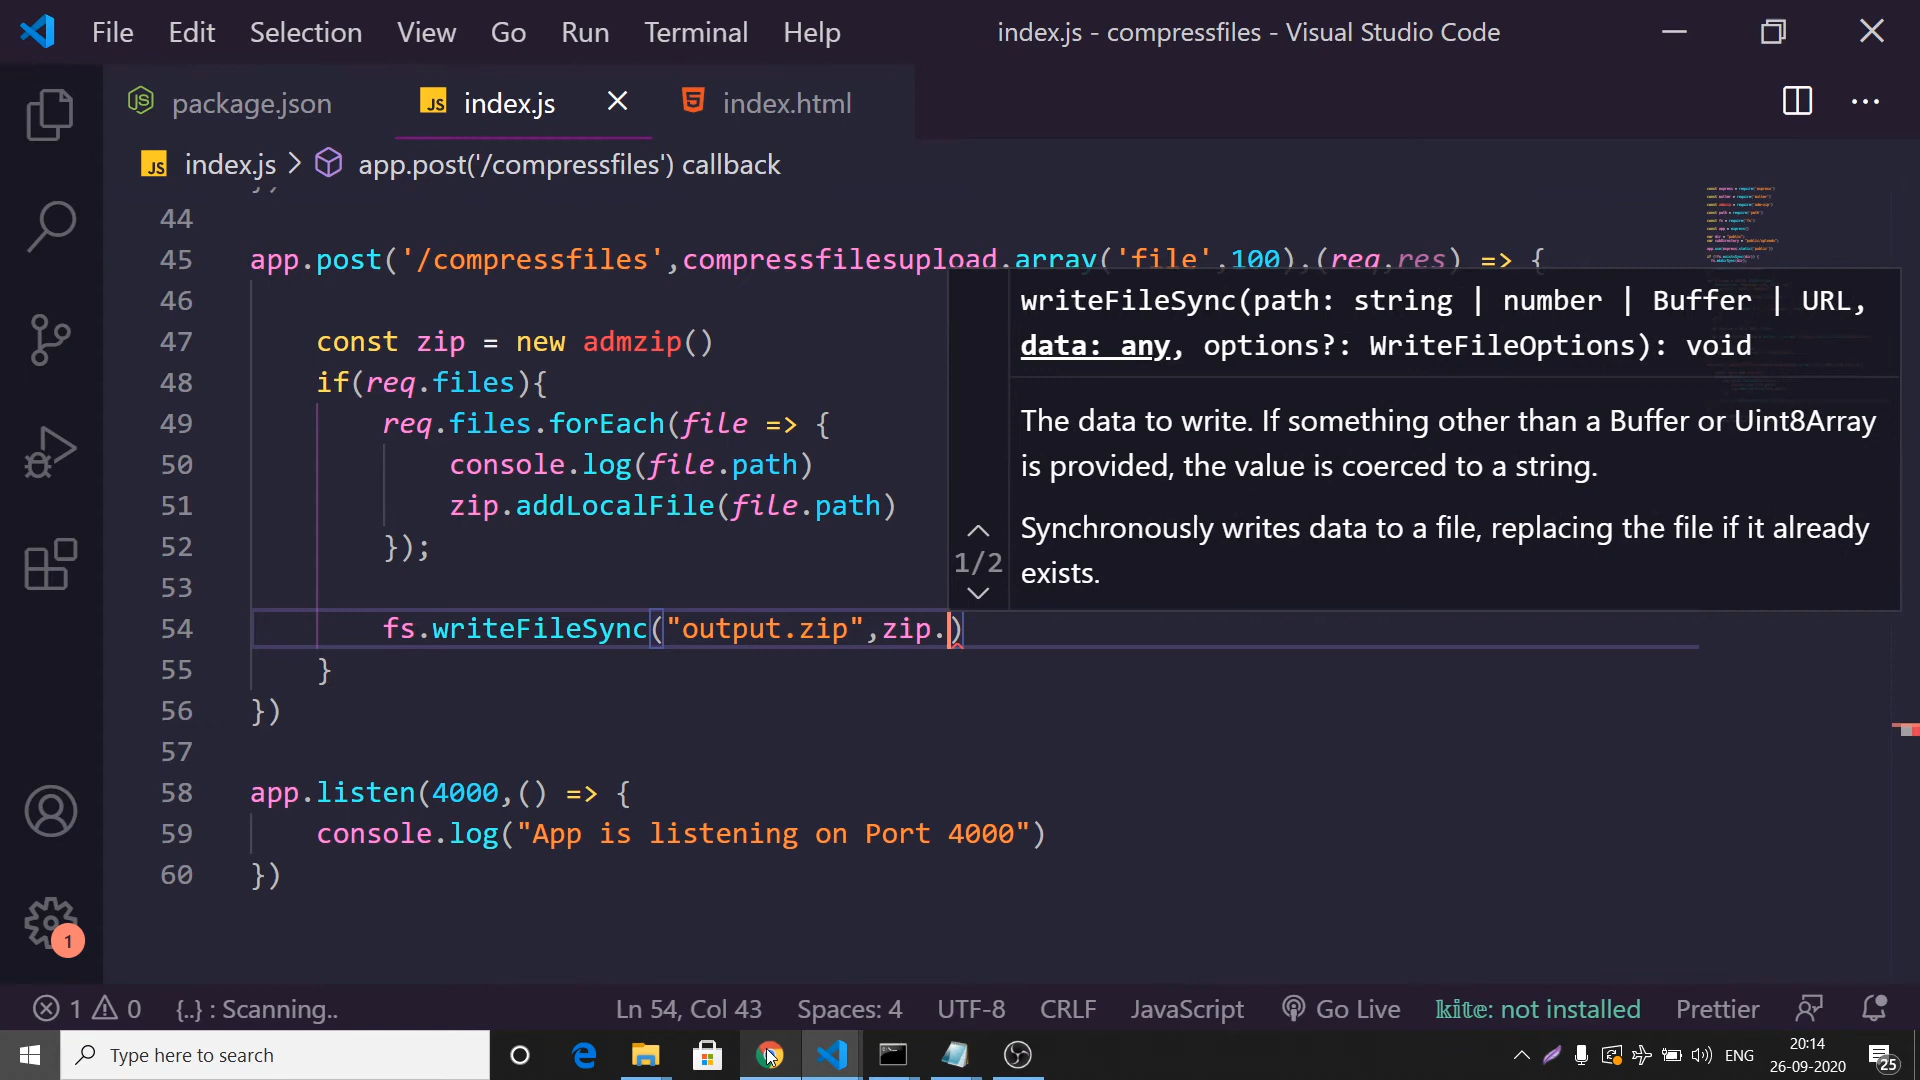 File Edit Selection View Go Run Terminal Help index.js - compressfiles - Visual Studio Code
package.json JS index.js index.html
JS index.js > app.post('/compressfiles') callback
44
45 app.post('/compressfiles',compressfilesupload.array('file',100),(req,res) => {
46
47 const zip = new admzip()
48 if(req.files){
49 req.files.forEach(file => {
50 console.log(file.path)
51 zip.addLocalFile(file.path)
52 });
53
54 fs.writeFileSync("output.zip",zip.)
55 }
56 })
57
58 app.listen(4000,() => {
59 console.log("App is listening on Port 4000")
60 })
writeFileSync(path: string | number | Buffer | URL,
data: any, options?: WriteFileOptions): void
The data to write. If something other than a Buffer or Uint8Array
is provided, the value is coerced to a string.
1/2
Synchronously writes data to a file, replacing the file if it already
exists.
1
1 0 {..} : Scanning.. Ln 54, Col 43 Spaces: 4 UTF-8 CRLF JavaScript Go Live kite: not installed Prettier
Type here to search ENG 20:14
26-09-2020 25